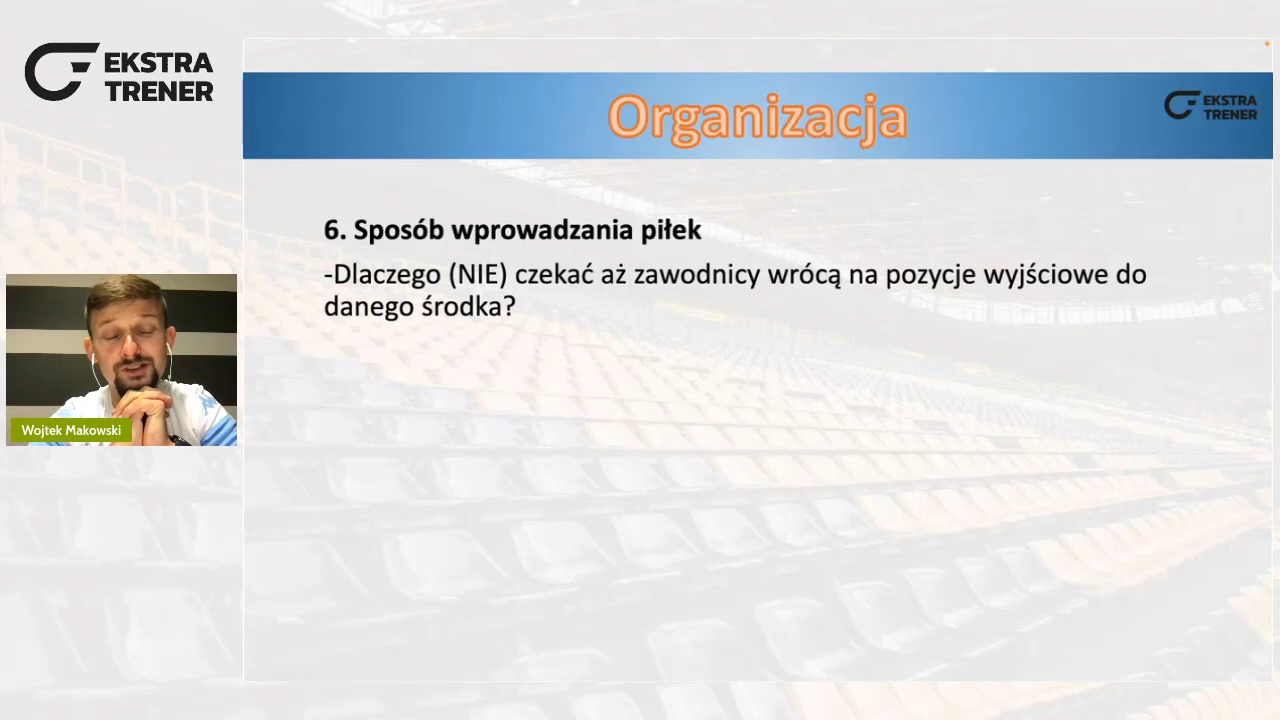 EKSTRA
TRENER
Organizacja
EKSTRA
TRENER
6. Sposób wprowadzania piłek
-Dlaczego (NIE) czekać aż zawodnicy wrócą na pozycje wyjściowe do
danego środka?
Wojtek Makowski